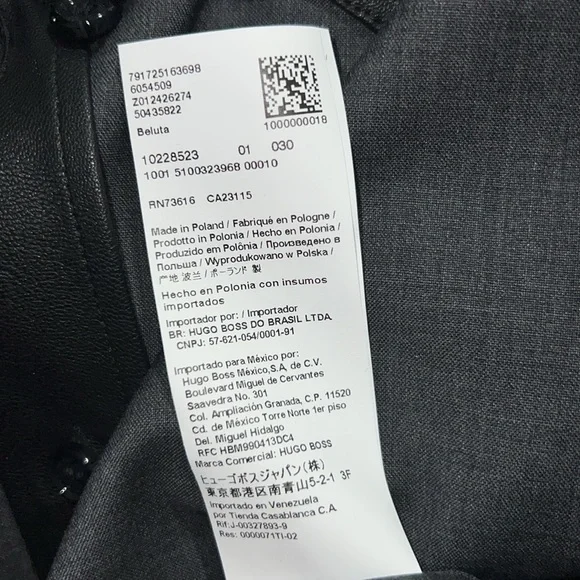 791725163698
6054509
Z012426274
50435822
Beluta
1000000018
10228523 01 030
1001 5100323968 00010
RN73616 CA23115
Made in Poland / Fabriqué en Pologne /
Prodotto in Polonia / Hecho en Polonia /
Produzido em Polônia / Произведено в
Польша / Wyprodukowano w Polska /
产地 波兰 / ポーランド 製
Hecho en Polonia con insumos
importados
Importador por: / Importador
BR: HUGO BOSS DO BRASIL LTDA.
CNPJ: 57-621-054/0001-91
Importado para México por:
Hugo Boss México,S.A, de C.V.
Boulevard Miguel de Cervantes
Saavedra No. 301
Col. Ampliación Granada, C.P. 11520
Cd. de México Torre Norte 1er piso
Del. Miguel Hidalgo
RFC HBM990413DC4
Marca Comercial: HUGO BOSS
ヒューゴボスジャパン(株)
東京都港区南青山5-2-1 3F
Importado en Venezuela
por Tienda Casablanca C.A.
Rif.J-00327893-9
Res: 0000071TI-02